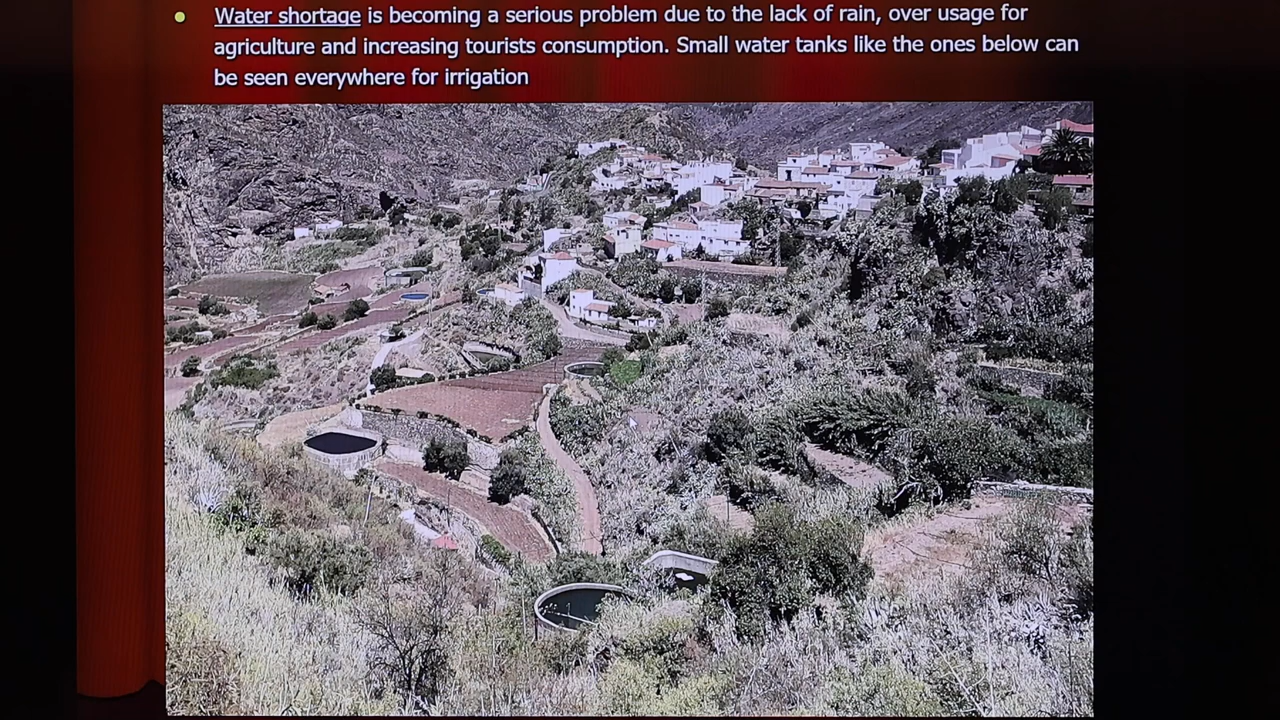 Water shortage is becoming a serious problem due to the lack of rain, over usage for
agriculture and increasing tourists consumption. Small water tanks like the ones below can
be seen everywhere for irrigation